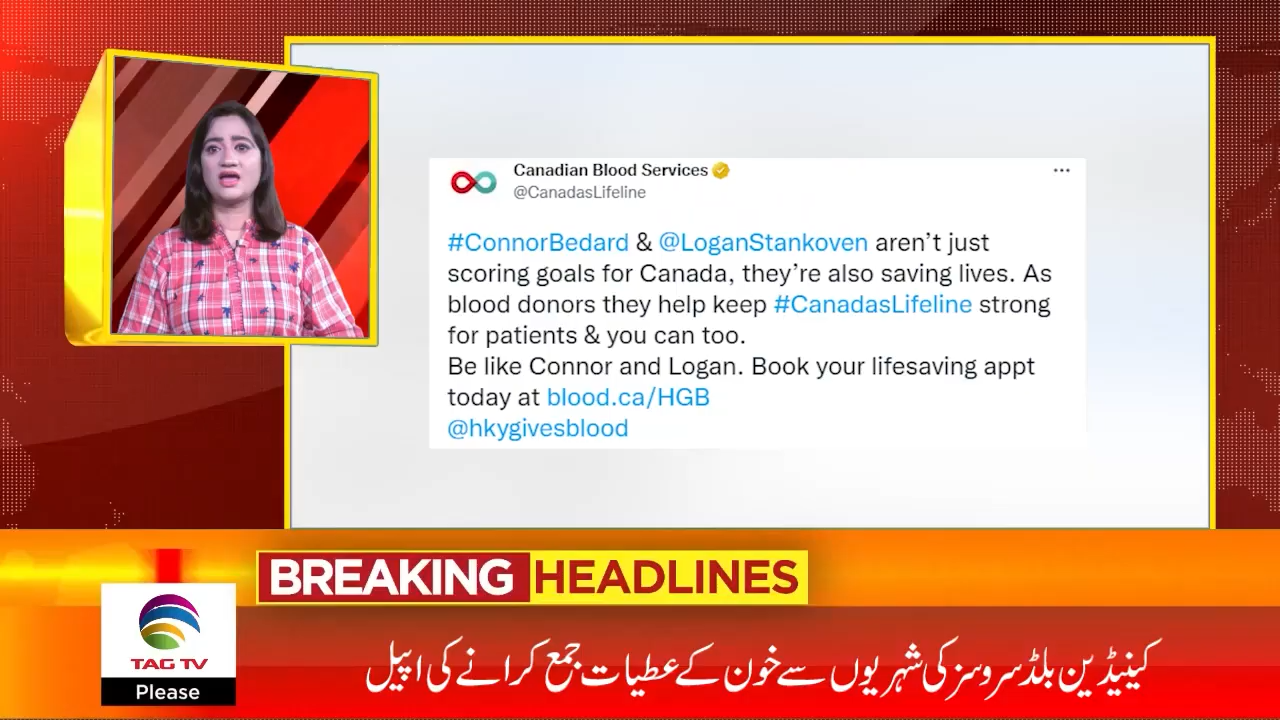 Canadian Blood Services
@CanadasLifeline
#ConnorBedard & @LoganStankoven aren’t just
scoring goals for Canada, they’re also saving lives. As
blood donors they help keep #CanadasLifeline strong
for patients & you can too.
Be like Connor and Logan. Book your lifesaving appt
today at blood.ca/HGB
@hkygivesblood
BREAKING HEADLINES
TAG TV
Please
کینیڈین بلڈ سروسز کی شہریوں سے خون کے عطیات جمع کرانے کی اپیل